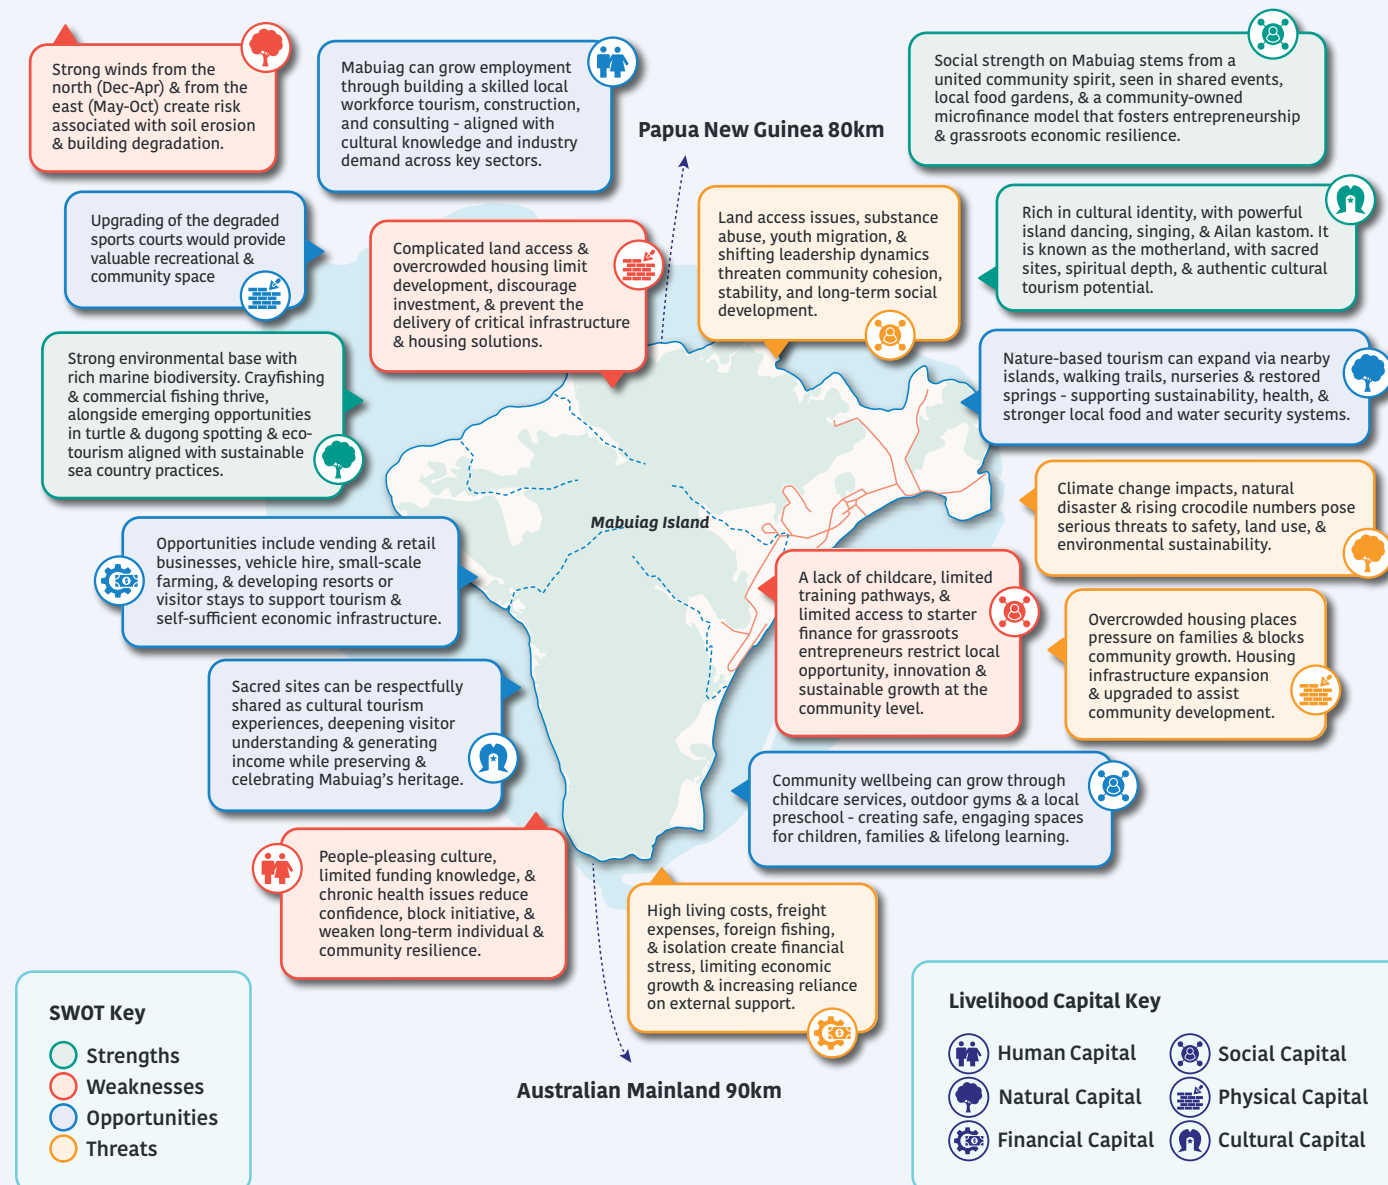 Strong winds from the
north (Dec-Apr) & from the
east (May-Oct) create risk
associated with soil erosion
& building degradation.
Mabuiag can grow employment
through building a skilled local
workforce tourism, construction,
and consulting - aligned with
cultural knowledge and industry
demand across key sectors.
Papua New Guinea 80km
Social strength on Mabuiag stems from a
united community spirit, seen in shared events,
local food gardens, & a community-owned
microfinance model that fosters entrepreneurship
& grassroots economic resilience.
Upgrading of the degraded
sports courts would provide
valuable recreational &
community space
Complicated land access &
overcrowded housing limit
development, discourage
investment, & prevent the
delivery of critical infrastructure
& housing solutions.
Land access issues, substance
abuse, youth migration, &
shifting leadership dynamics
threaten community cohesion,
stability, and long-term social
development.
Rich in cultural identity, with powerful
island dancing, singing, & Ailan kastom. It
is known as the motherland, with sacred
sites, spiritual depth, & authentic cultural
tourism potential.
Strong environmental base with
rich marine biodiversity. Crayfishing
& commercial fishing thrive,
alongside emerging opportunities
in turtle & dugong spotting & eco-
tourism aligned with sustainable
sea country practices.
Nature-based tourism can expand via nearby
islands, walking trails, nurseries & restored
springs - supporting sustainability, health, &
stronger local food and water security systems.
Climate change impacts, natural
disaster & rising crocodile numbers pose
serious threats to safety, land use, &
environmental sustainability.
Mabuiag Island
Opportunities include vending & retail
businesses, vehicle hire, small-scale
farming, & developing resorts or
visitor stays to support tourism &
self-sufficient economic infrastructure.
A lack of childcare, limited
training pathways, &
limited access to starter
finance for grassroots
entrepreneurs restrict local
opportunity, innovation &
sustainable growth at the
community level.
Overcrowded housing places
pressure on families & blocks
community growth. Housing
infrastructure expansion
& upgraded to assist
community development.
Sacred sites can be respectfully
shared as cultural tourism
experiences, deepening visitor
understanding & generating
income while preserving &
celebrating Mabuiag's heritage.
Community wellbeing can grow through
childcare services, outdoor gyms & a local
preschool - creating safe, engaging spaces
for children, families & lifelong learning.
People-pleasing culture,
limited funding knowledge, &
chronic health issues reduce
confidence, block initiative, &
weaken long-term individual &
community resilience.
High living costs, freight
expenses, foreign fishing,
& isolation create financial
stress, limiting economic
growth & increasing reliance
on external support.
Australian Mainland 90km
SWOT Key
Strengths
Weaknesses
Opportunities
Threats
Livelihood Capital Key
Human Capital
Social Capital
Natural Capital
Physical Capital
Financial Capital
Cultural Capital